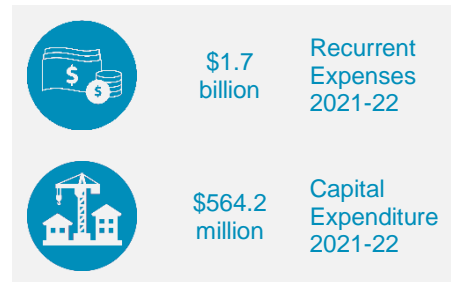 $
$
$1.7
billion
Recurrent
Expenses
2021-22
$564.2
million
Capital
Expenditure
2021-22